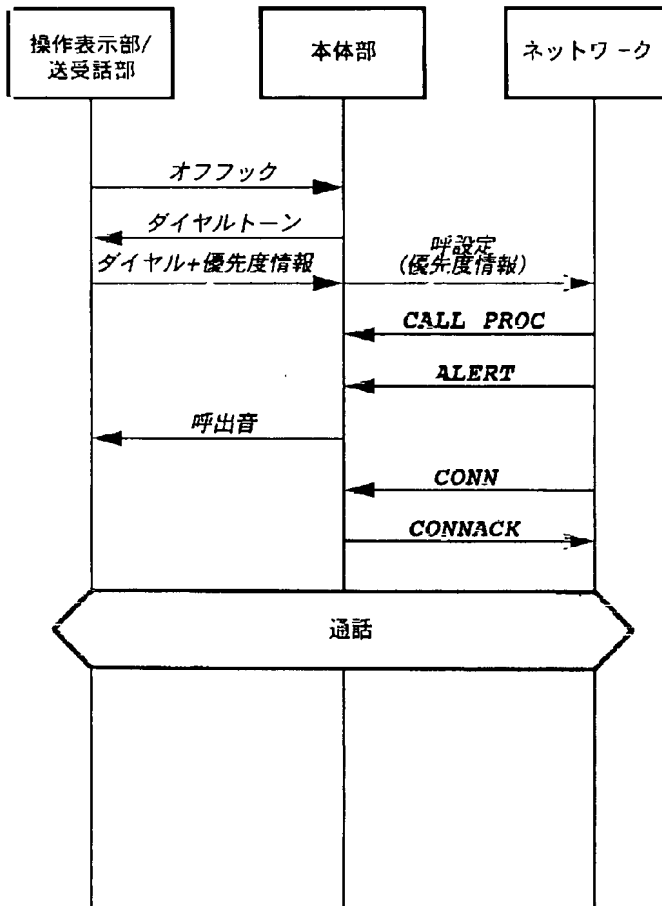 操作表示部/
送受話部
本体部
ネットワーク
オフフック
ダイヤルトーン
ダイヤル+優先度情報
呼設定
(優先度情報)
CALL PROC
ALERT
呼出音
CONN
CONNACK
通話